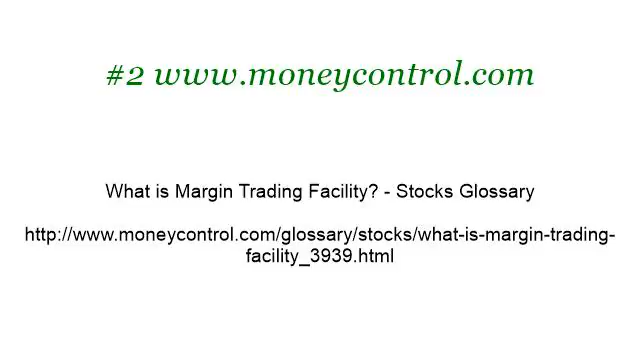 #2 www.moneycontrol.com
What is Margin Trading Facility? - Stocks Glossary
http://www.moneycontrol.com/glossary/stocks/what-is-margin-trading-
facility_3939.html